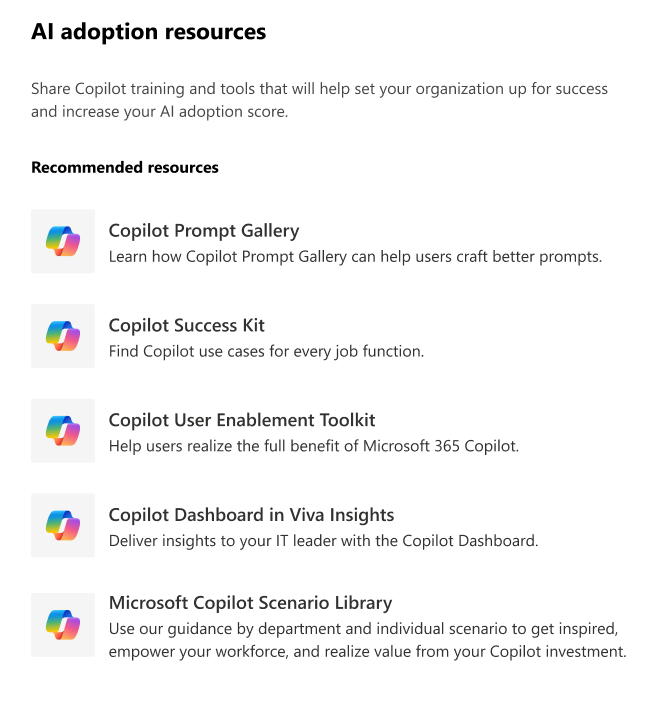 AI adoption resources
Share Copilot training and tools that will help set your organization up for success
and increase your AI adoption score.
Recommended resources
Copilot Prompt Gallery
Learn how Copilot Prompt Gallery can help users craft better prompts.
Copilot Success Kit
Find Copilot use cases for every job function.
Copilot User Enablement Toolkit
Help users realize the full benefit of Microsoft 365 Copilot.
Copilot Dashboard in Viva Insights
Deliver insights to your IT leader with the Copilot Dashboard.
Microsoft Copilot Scenario Library
Use our guidance by department and individual scenario to get inspired,
empower your workforce, and realize value from your Copilot investment.